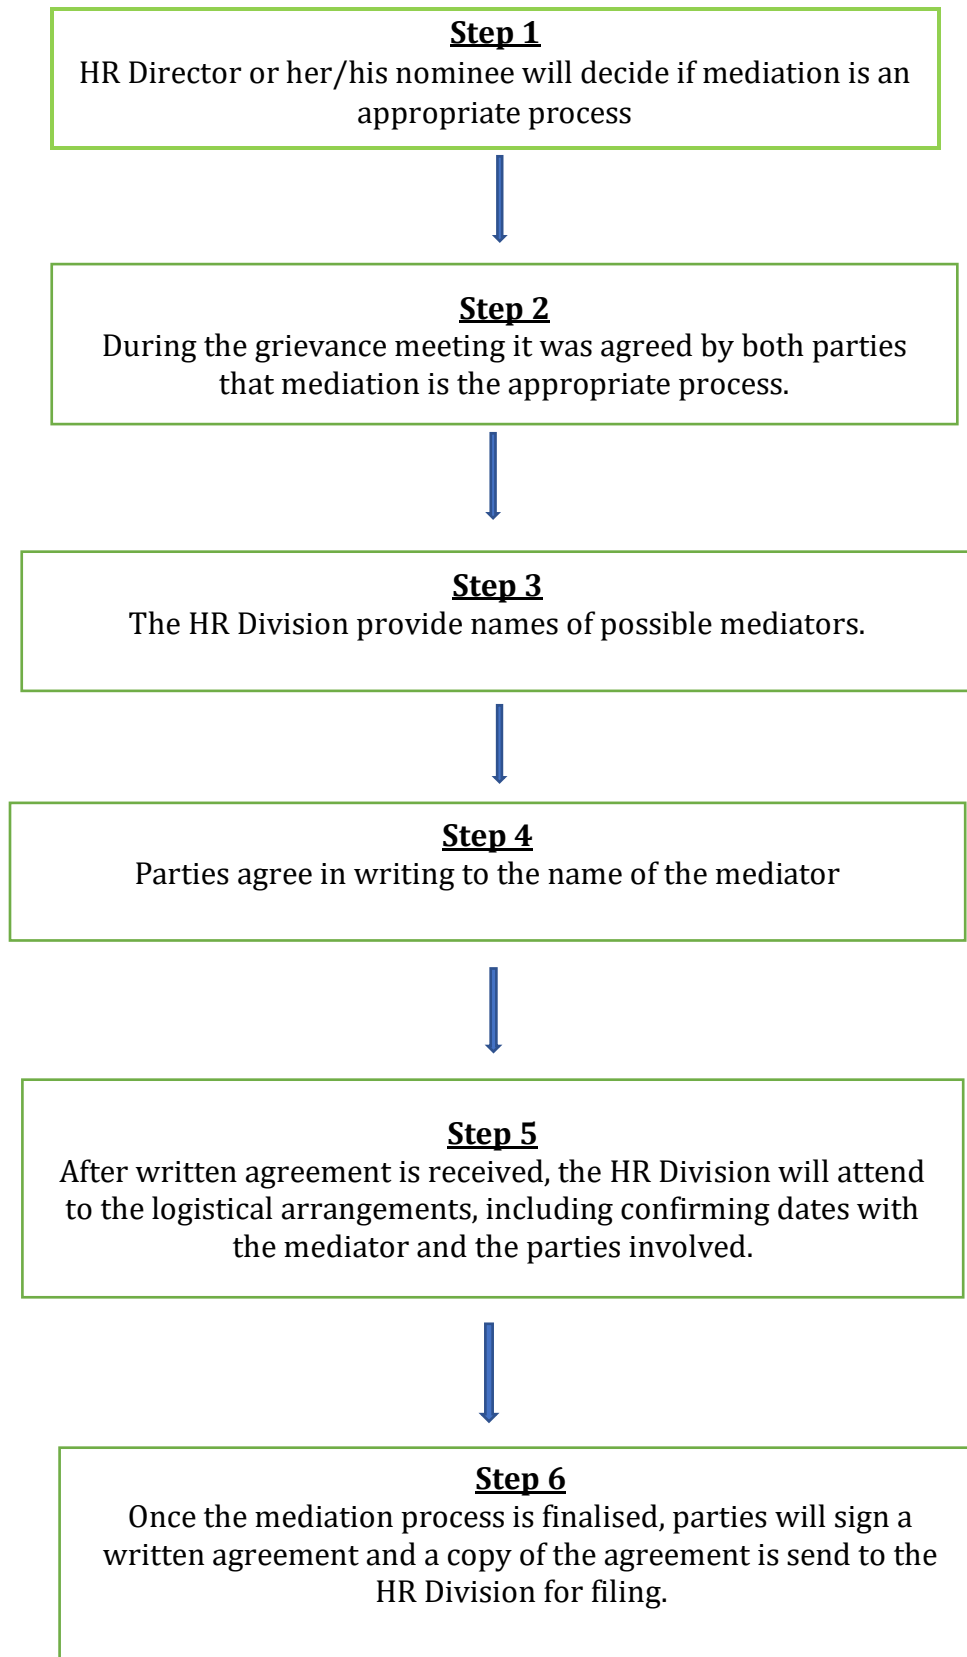 Step 1
HR Director or her/his nominee will decide if mediation is an
appropriate process
Step 2
During the grievance meeting it was agreed by both parties
that mediation is the appropriate process.
Step 3
The HR Division provide names of possible mediators.
Step 4
Parties agree in writing to the name of the mediator
Step 5
After written agreement is received, the HR Division will attend
to the logistical arrangements, including confirming dates with
the mediator and the parties involved.
Step 6
Once the mediation process is finalised, parties will sign a
written agreement and a copy of the agreement is send to the
HR Division for filing.